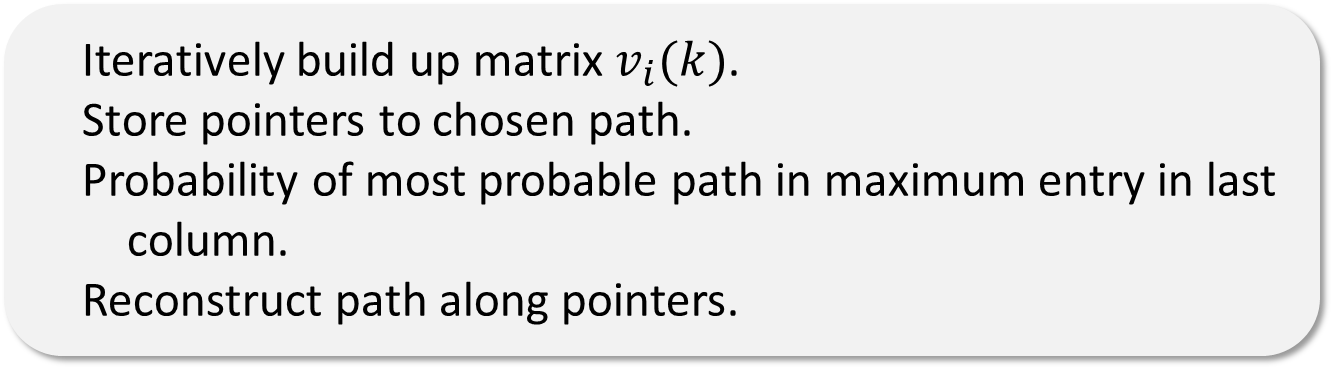 Iteratively build up matrix 𝑣ᵢ(𝑘).
Store pointers to chosen path.
Probability of most probable path in maximum entry in last
column.
Reconstruct path along pointers.